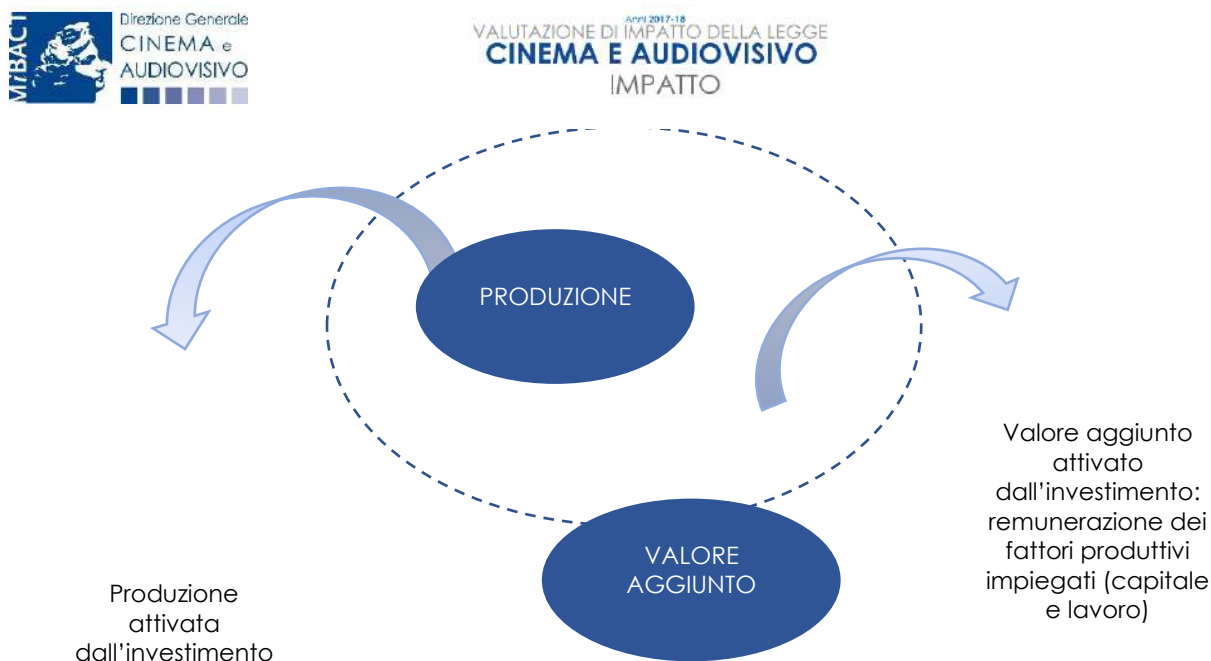 MiBACT
Direzione Generale
CINEMA e
AUDIOVISIVO
Anni 2017-18
VALUTAZIONE DI IMPATTO DELLA LEGGE
CINEMA E AUDIOVISIVO
IMPATTO
PRODUZIONE
Valore aggiunto
attivato
dall'investimento:
remunerazione dei
fattori produttivi
impiegati (capitale
e lavoro)
VALORE
AGGIUNTO
Produzione
attivata
dall'investimento